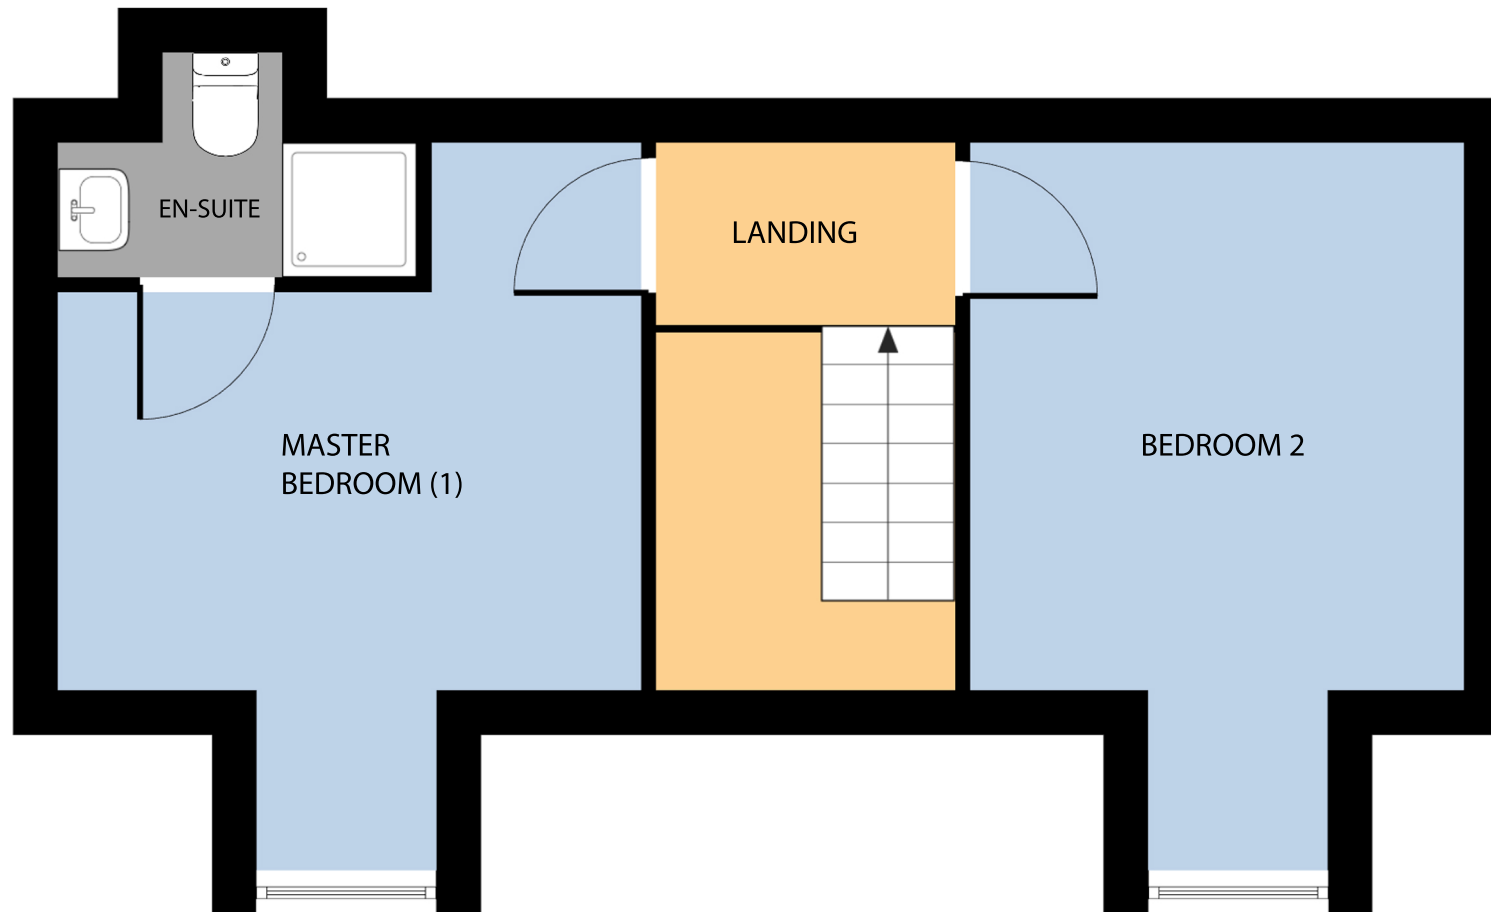 EN-SUITE
LANDING
MASTER
BEDROOM (1)
BEDROOM 2